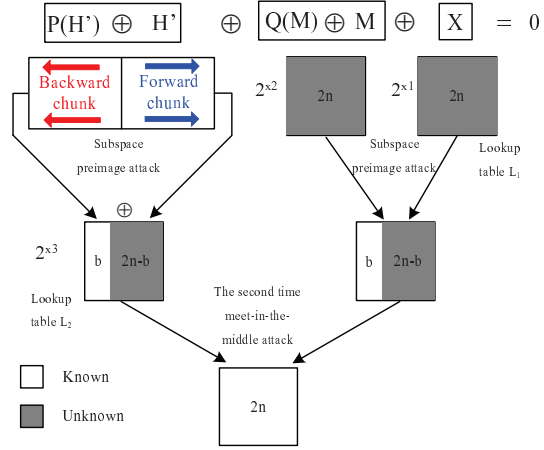 P(H') ⊕ H' ⊕ Q(M) ⊕ M ⊕ X = 0
Backward chunk
Forward chunk
2^x2
2n
2^x1
2n
Subspace
preimage attack
Subspace
preimage attack
Lookup
table L₁
⊕
2^x3
b
2n-b
b
2n-b
Lookup
table L₂
The second time
meet-in-the-
middle attack
2n
Known
Unknown